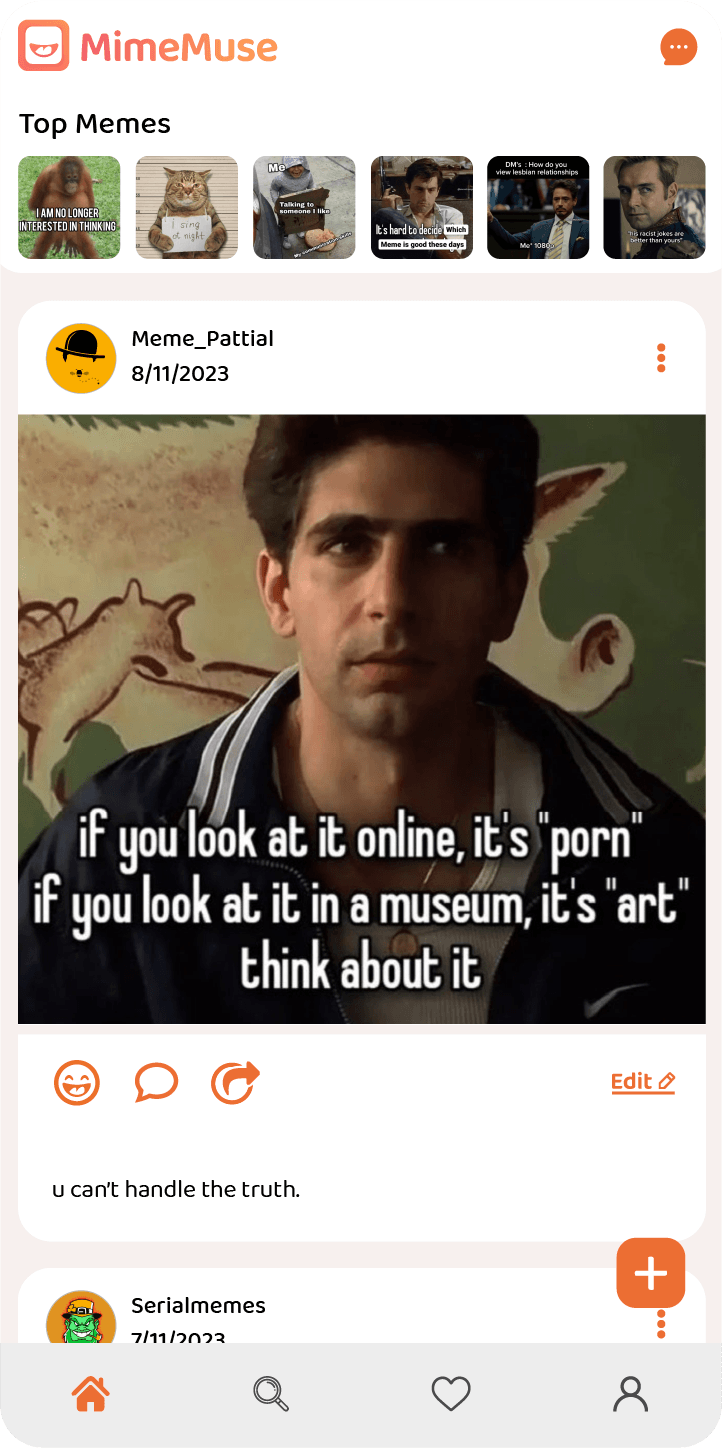 MimeMuse
Top Memes
I AM NO LONGER
INTERESTED IN THINKING
I sing
at night
Me
Talking to
someone I like
My communication skills
It's hard to decide Which
Meme is good these days
DM's : How do you
view lesbian relationships
Me" 1080p
"his racist jokes are
better than yours"
Meme_Pattial
8/11/2023
if you look at it online, it's "porn"
if you look at it in a museum, it's "art"
think about it
Edit
u can't handle the truth.
Serialmemes
7/11/2023